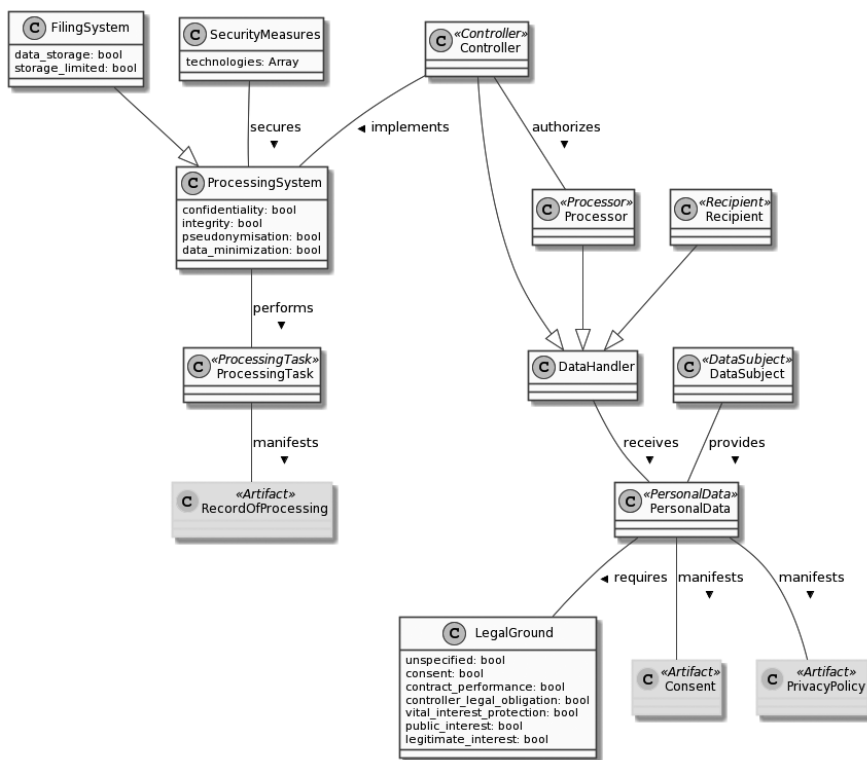 C FilingSystem
data_storage: bool
storage_limited: bool
C SecurityMeasures
technologies: Array
C «Controller»
Controller
secures
implements
authorizes
C ProcessingSystem
confidentiality: bool
integrity: bool
pseudonymisation: bool
data_minimization: bool
C «Processor»
Processor
C «Recipient»
Recipient
performs
C «ProcessingTask»
ProcessingTask
C DataHandler
C «DataSubject»
DataSubject
manifests
receives
provides
C «Artifact»
RecordOfProcessing
C «PersonalData»
PersonalData
requires
manifests
manifests
C LegalGround
unspecified: bool
consent: bool
contract_performance: bool
controller_legal_obligation: bool
vital_interest_protection: bool
public_interest: bool
legitimate_interest: bool
C «Artifact»
Consent
C «Artifact»
PrivacyPolicy